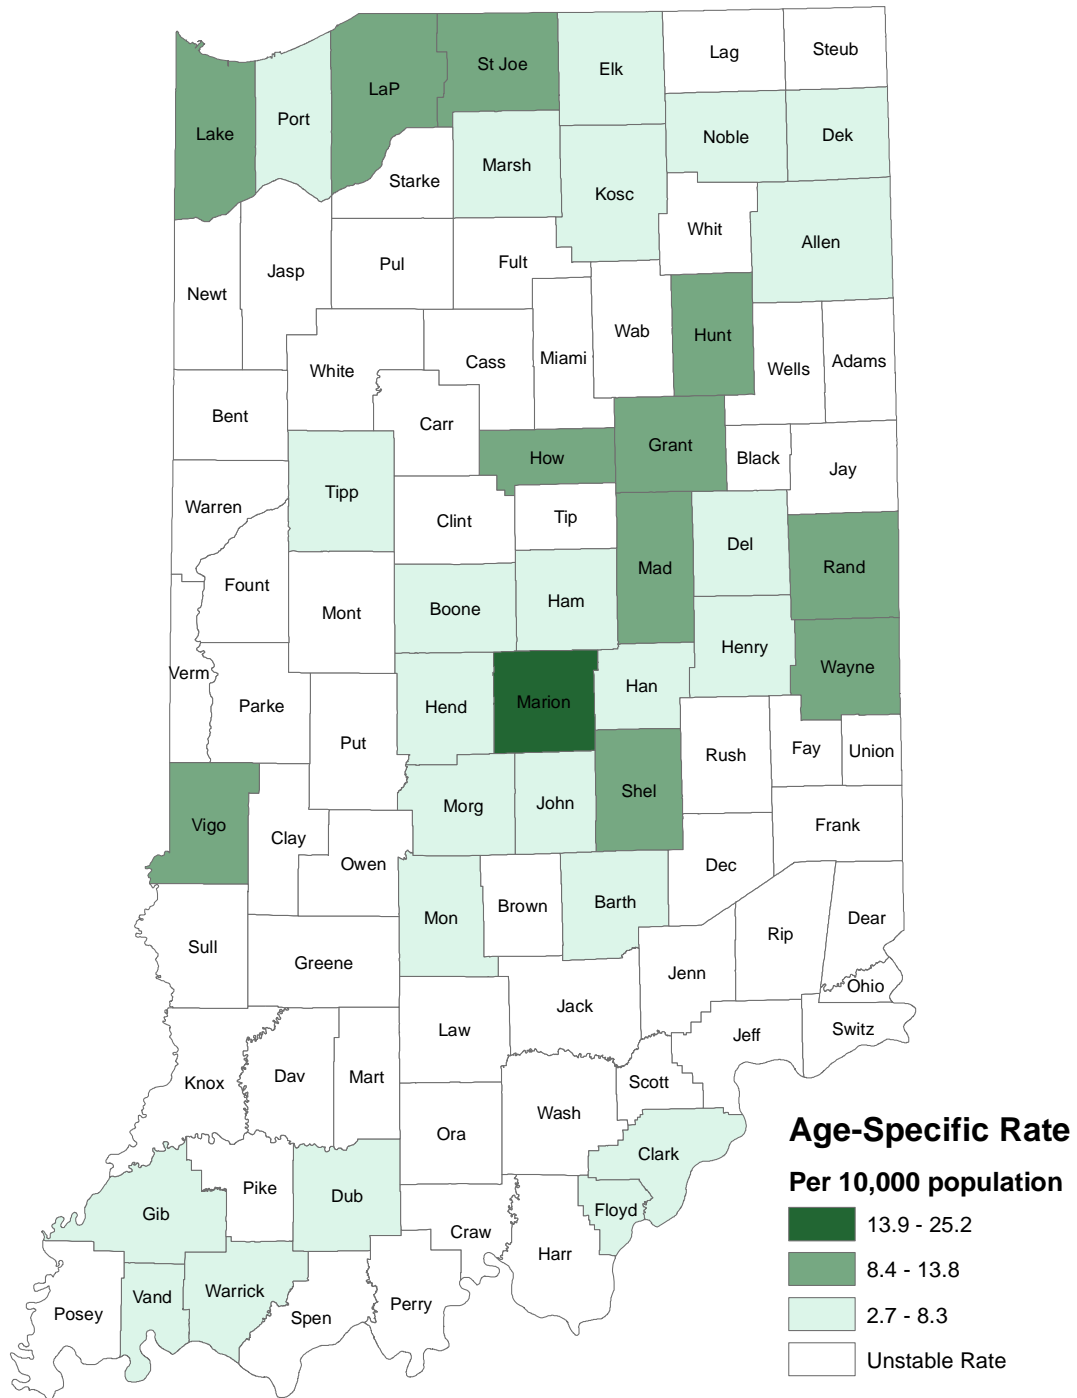 Lag
Steub
St Joe
Elk
LaP
Port
Lake
Noble
Dek
Marsh
Starke
Kosc
Whit
Allen
Jasp
Pul
Fult
Newt
Wab
Hunt
White
Cass
Miami
Wells
Adams
Bent
Carr
How
Grant
Black
Jay
Tipp
Warren
Clint
Tip
Del
Mad
Rand
Fount
Mont
Boone
Ham
Henry
Verm
Wayne
Parke
Hend
Marion
Han
Put
Rush
Fay
Union
Morg
John
Shel
Vigo
Clay
Frank
Owen
Dec
Mon
Brown
Barth
Dear
Rip
Sull
Greene
Jenn
Ohio
Jack
Law
Jeff
Switz
Knox
Dav
Mart
Scott
Wash
Ora
Clark
Pike
Dub
Gib
Floyd
Craw
Harr
Warrick
Vand
Posey
Spen
Perry
Age-Specific Rate
Per 10,000 population
13.9 - 25.2
8.4 - 13.8
2.7 - 8.3
Unstable Rate